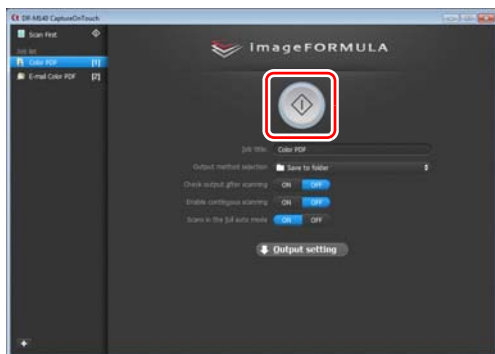 DR-M140 CaptureOnTouch
Scan First
Job list
Color PDF [1]
E-mail Color PDF [2]
imageFORMULA
Job title Color PDF
Output method selection Save to folder
Check output after scanning ON OFF
Enable continuous scanning ON OFF
Scans in the full auto mode ON OFF
Output setting